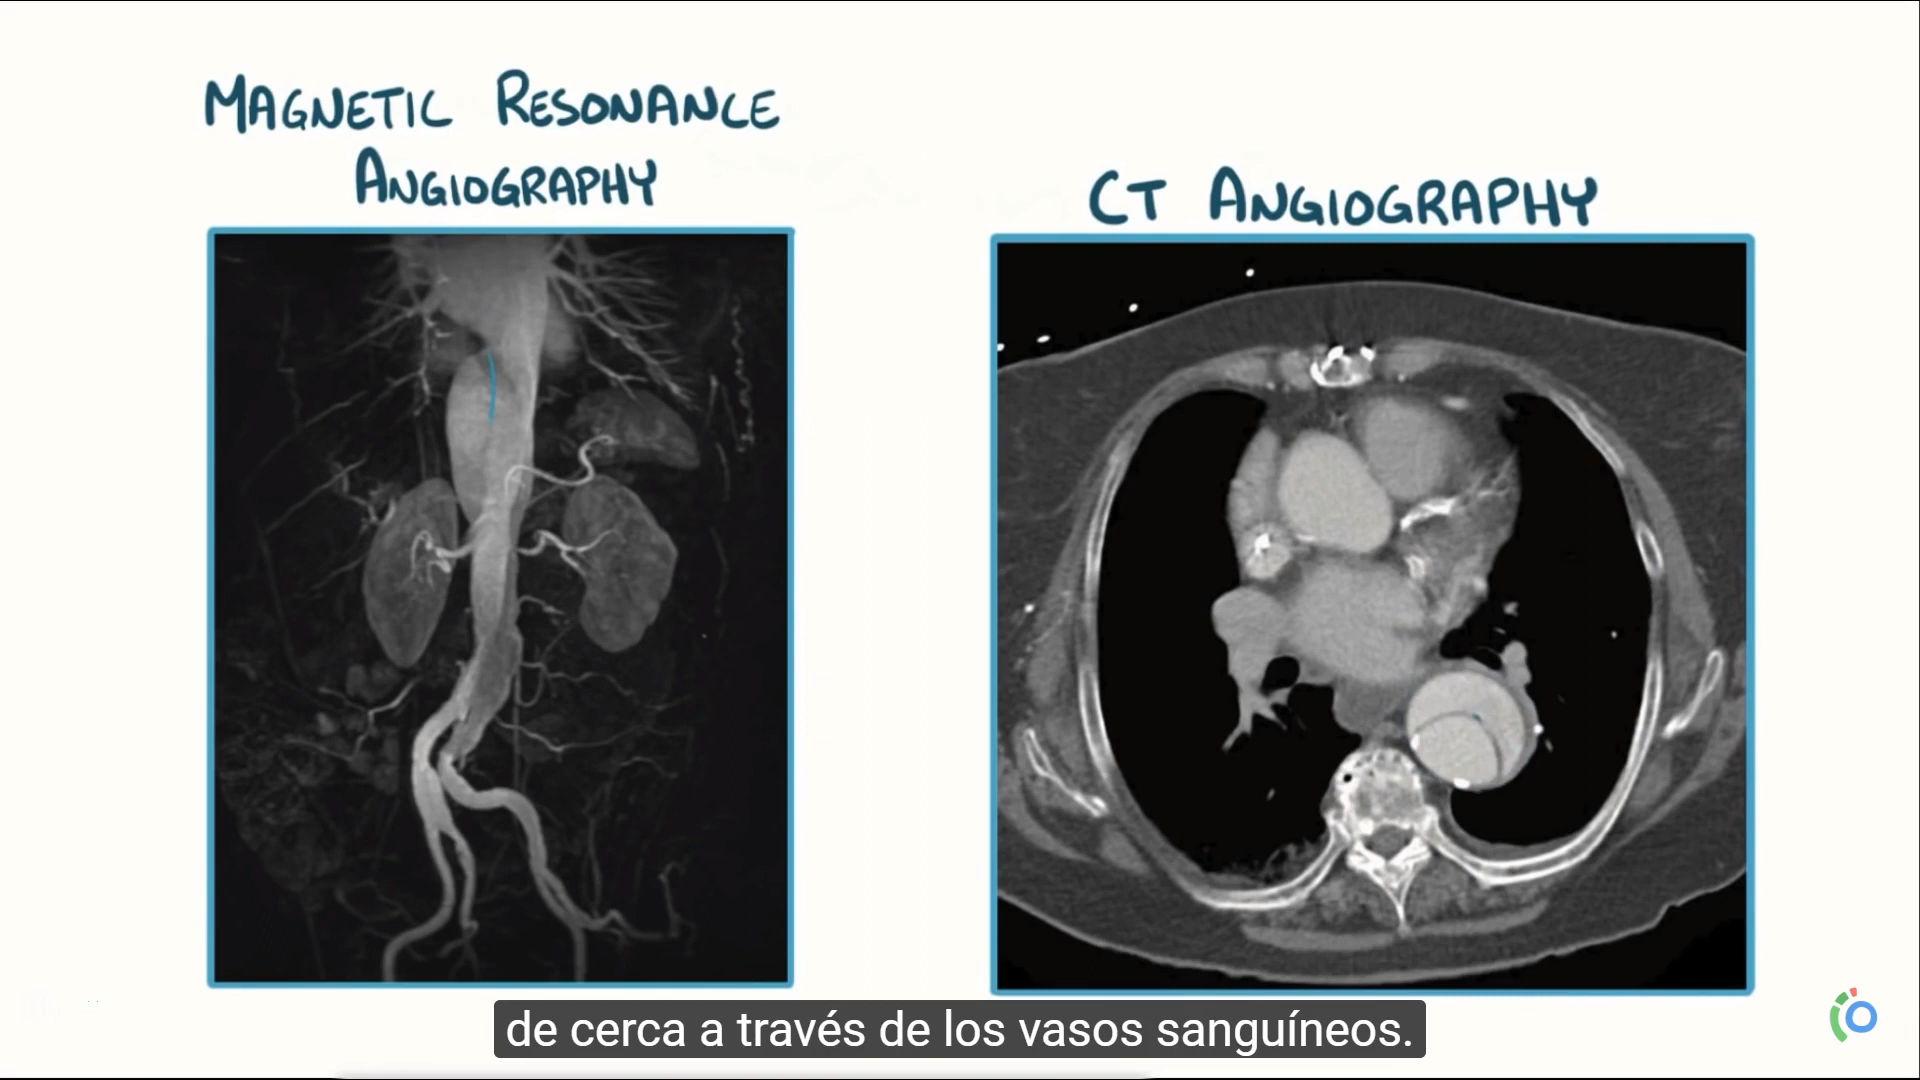 MAGNETIC RESONANCE
ANGIOGRAPHY
CT ANGIOGRAPHY
de cerca a través de los vasos sanguíneos.